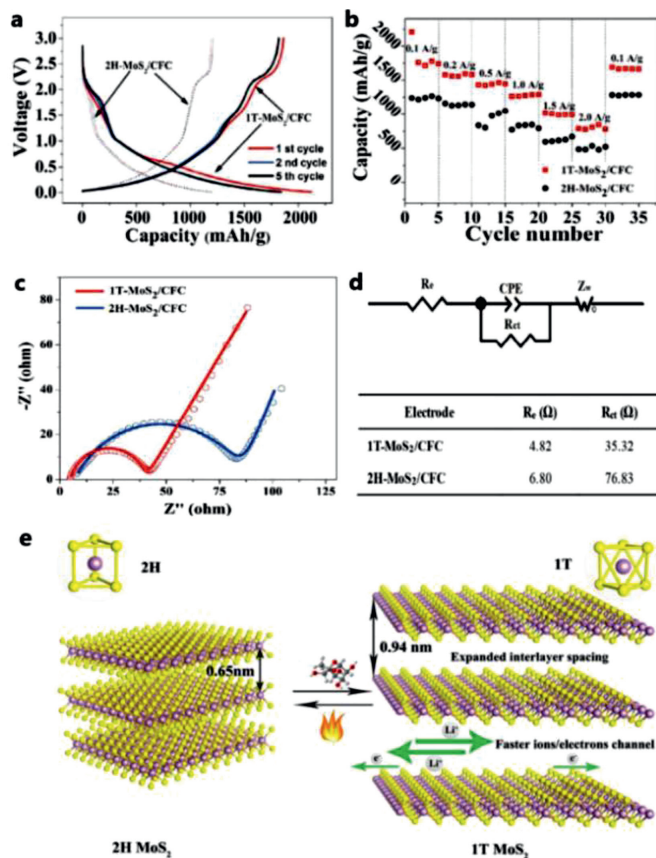 a
Voltage (V)
3.0
2.5
2.0
1.5
1.0
0.5
0.0
2H-MoS₂/CFC
1T-MoS₂/CFC
1 st cycle
2 nd cycle
5 th cycle
0 500 1000 1500 2000
Capacity (mAh/g)
b
Capacity (mAh/g)
2000
1500
1000
500
0
0.1 A/g
0.2 A/g
0.5 A/g
1.0 A/g
1.5 A/g
2.0 A/g
0.1 A/g
1T-MoS₂/CFC
2H-MoS₂/CFC
0 5 10 15 20 25 30 35
Cycle number
c
-Z'' (ohm)
-80
-60
40
20
0
1T-MoS₂/CFC
2H-MoS₂/CFC
0 25 50 75 100 125
Z'' (ohm)
d
Re
CPE
Rct
Zw
Electrode Re (Ω) Rct (Ω)
1T-MoS₂/CFC 4.82 35.32
2H-MoS₂/CFC 6.80 76.83
e
2H
1T
0.65nm
0.94 nm
Expanded interlayer spacing
Li⁺
Faster ions/electrons channel
Li⁺
e⁻
e⁻
2H MoS₂
1T MoS₂